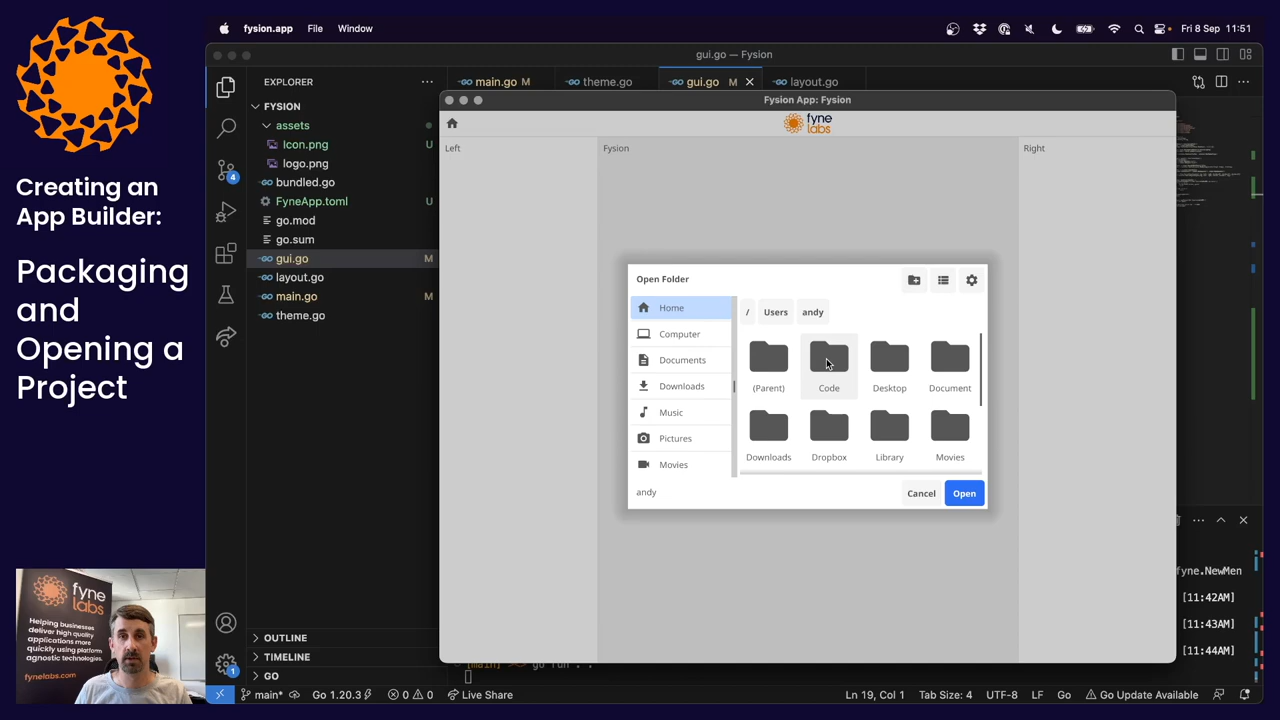 fysion.app File Window Fri 8 Sep 11:51
Creating an
App Builder:
Packaging
and
Opening a
Project
gui.go — Fysion
EXPLORER
main.go M theme.go gui.go M layout.go
FYSION
assets
Icon.png U
logo.png
bundled.go
FyneApp.toml U
go.mod
go.sum
gui.go M
layout.go
main.go M
theme.go
4
Fysion App: Fysion
fyne
labs
Left Fysion Right
Open Folder
Home
Computer
Documents
Downloads
Music
Pictures
Movies
/ Users andy
(Parent) Code Desktop Document
Downloads Dropbox Library Movies
andy
Cancel Open
fyne.NewMen
[11:42AM]
[11:43AM]
[11:44AM]
[main] go run . .
OUTLINE
TIMELINE
GO
1
main* Go 1.20.3 0 0 Live Share Ln 19, Col 1 Tab Size: 4 UTF-8 LF Go Go Update Available
fyne
labs
Helping businesses
deliver high quality
applications more
quickly using platform
agnostic technologies.
fynelabs.com